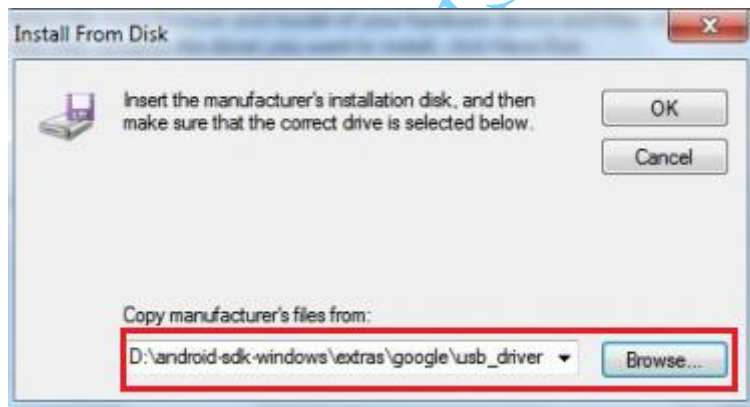 Install From Disk
Insert the manufacturer's installation disk, and then
make sure that the correct drive is selected below.
OK
Cancel
Copy manufacturer's files from:
D:\android-sdk-windows\extras\google\usb_driver
Browse...